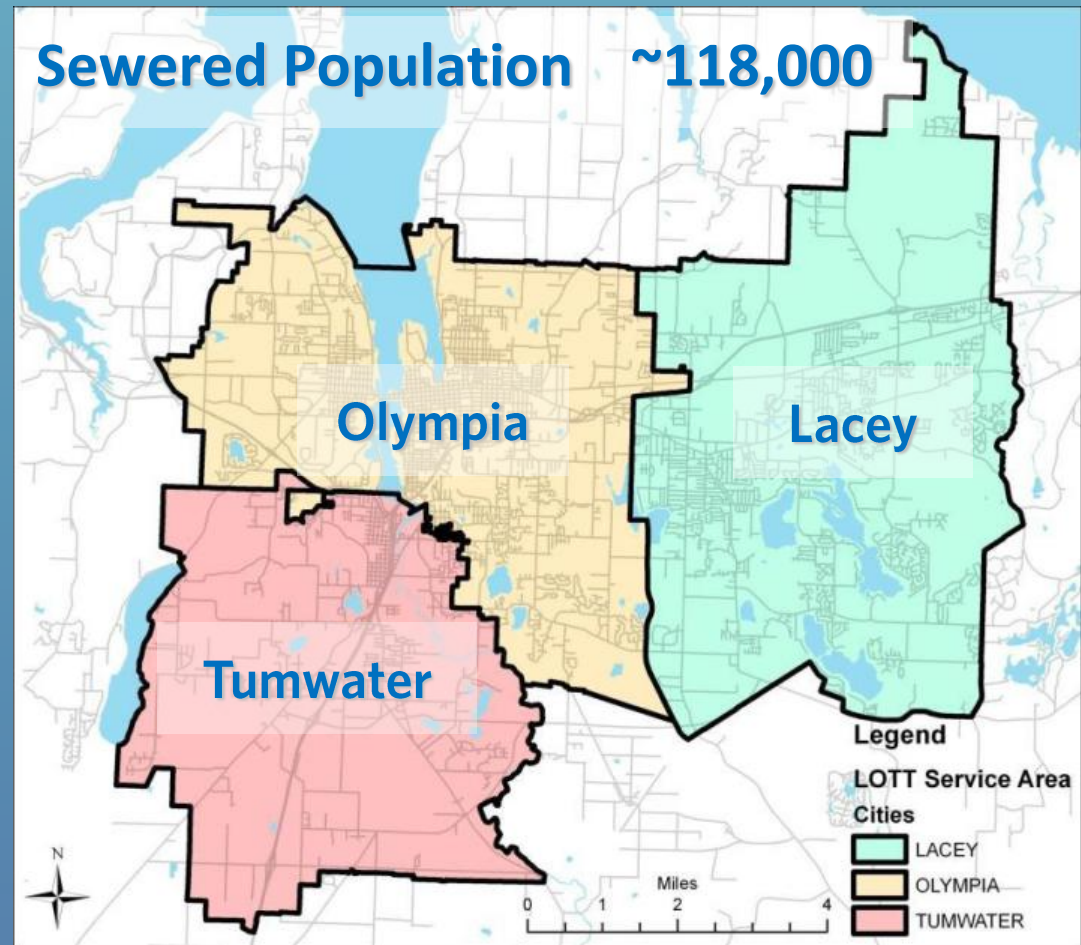 Sewered Population ~118,000
Olympia
Lacey
Tumwater
Legend
LOTT Service Area
Cities
LACEY
OLYMPIA
TUMWATER
N
Miles
0 1 2 4